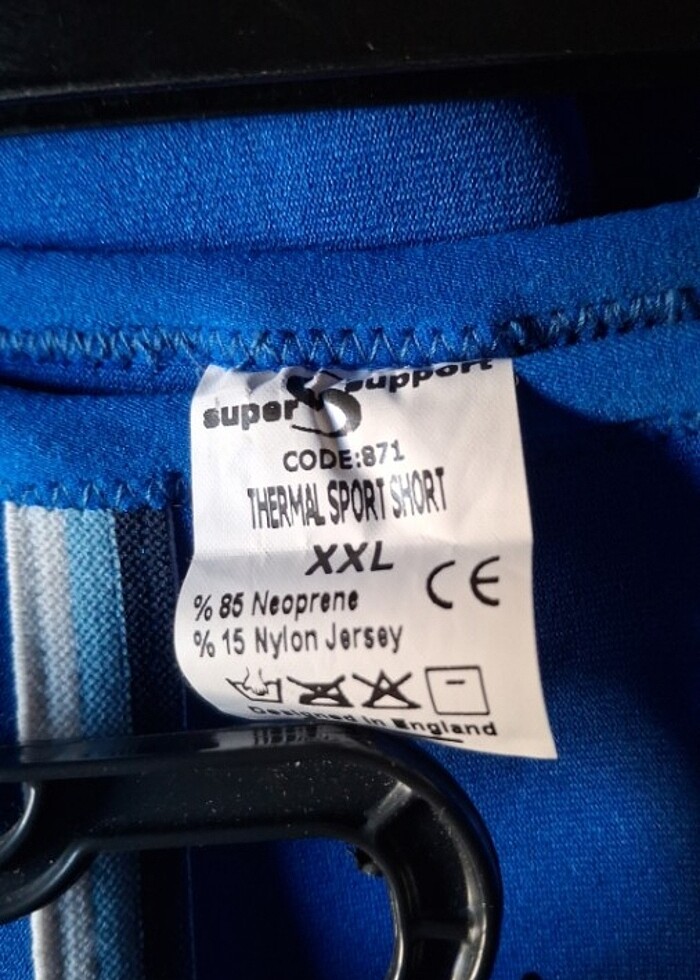 super S support
CODE:871
THERMAL SPORT SHORT
XXL
CE
% 85 Neoprene
% 15 Nylon Jersey
Designed in England